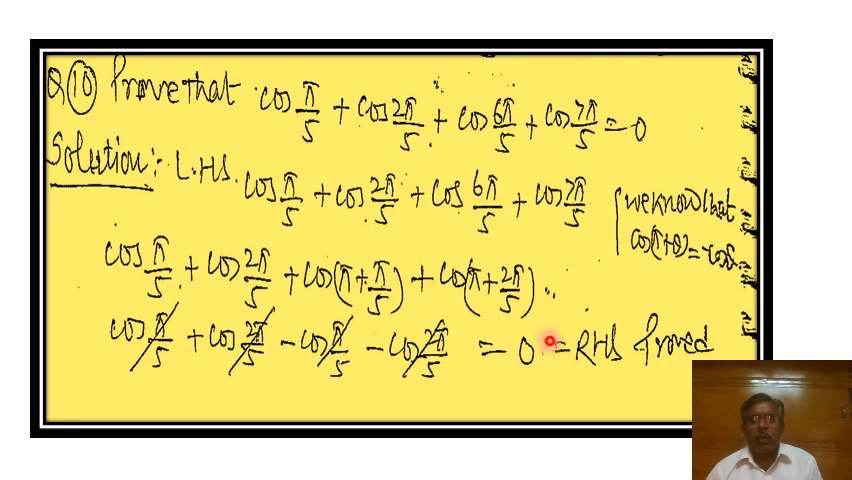 Q 10 Prove that cos π/5 + cos 2π/5 + cos 6π/5 + cos 7π/5 = 0
Solution: L.HS. cos π/5 + cos 2π/5 + cos 6π/5 + cos 7π/5
we know that
cos(π+θ) = -cosθ
cos π/5 + cos 2π/5 + cos(π + π/5) + cos(π + 2π/5)
cos π/5 + cos 2π/5 - cos π/5 - cos 2π/5 = 0 = RHS Proved